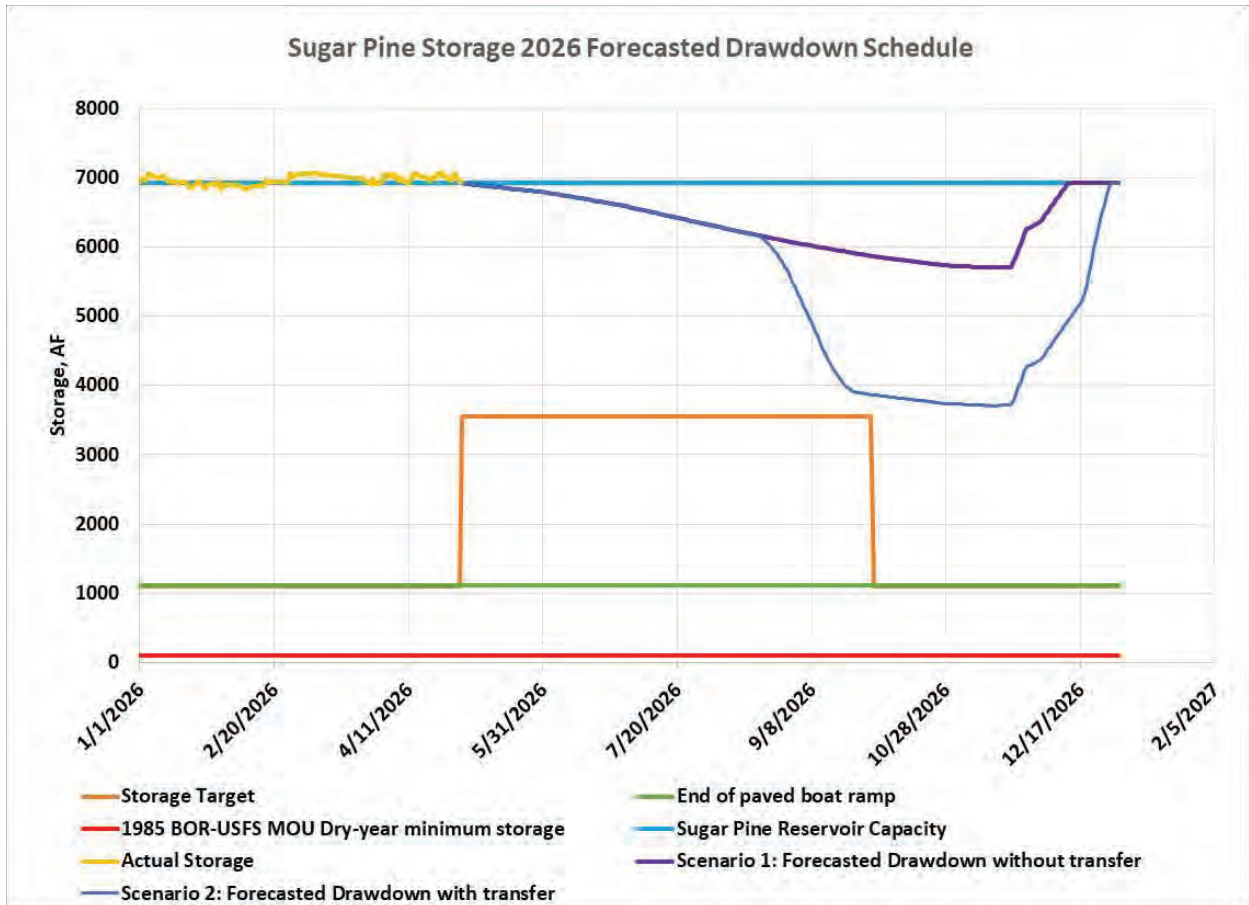 Sugar Pine Storage 2026 Forecasted Drawdown Schedule
8000
7000
6000
5000
4000
3000
2000
1000
0
Storage, AF
1/1/2026
2/20/2026
4/11/2026
5/31/2026
7/20/2026
9/8/2026
10/28/2026
12/17/2026
2/5/2027
Storage Target
End of paved boat ramp
1985 BOR-USFS MOU Dry-year minimum storage
Sugar Pine Reservoir Capacity
Actual Storage
Scenario 1: Forecasted Drawdown without transfer
Scenario 2: Forecasted Drawdown with transfer